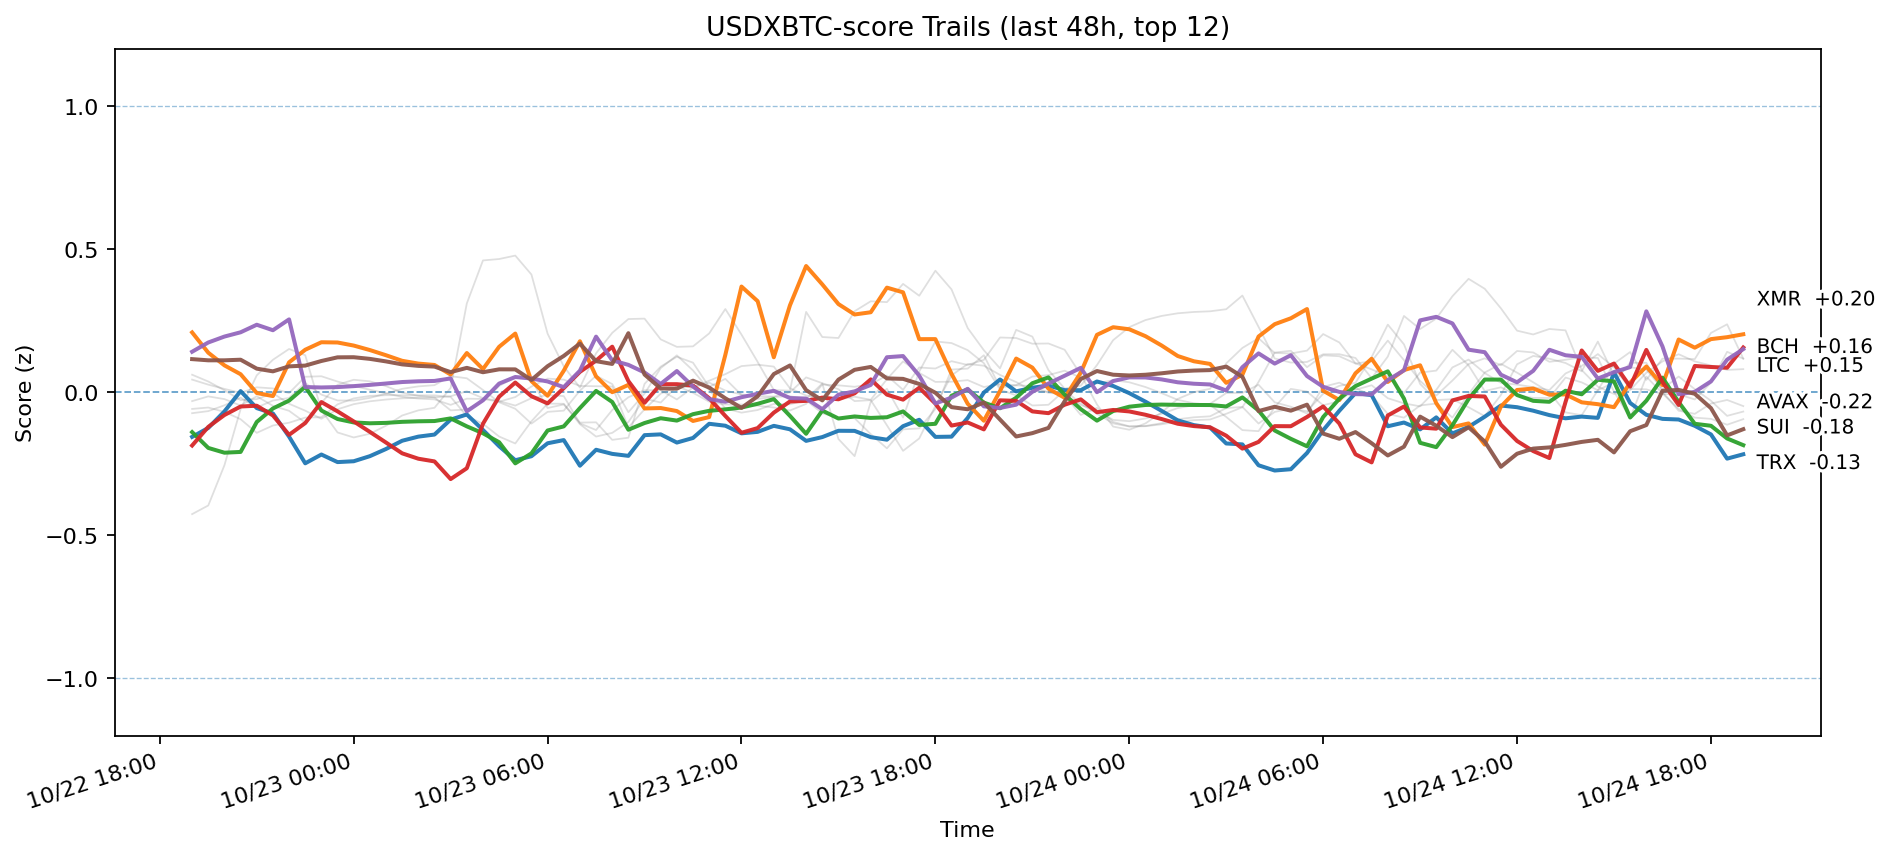 USDXBTC-score Trails (last 48h, top 12)
1.0
0.5
0.0
−0.5
−1.0
Score (z)
XMR +0.20
BCH +0.16
LTC +0.15
AVAX -0.22
SUI -0.18
TRX -0.13
10/22 18:00
10/23 00:00
10/23 06:00
10/23 12:00
10/23 18:00
10/24 00:00
10/24 06:00
10/24 12:00
10/24 18:00
Time